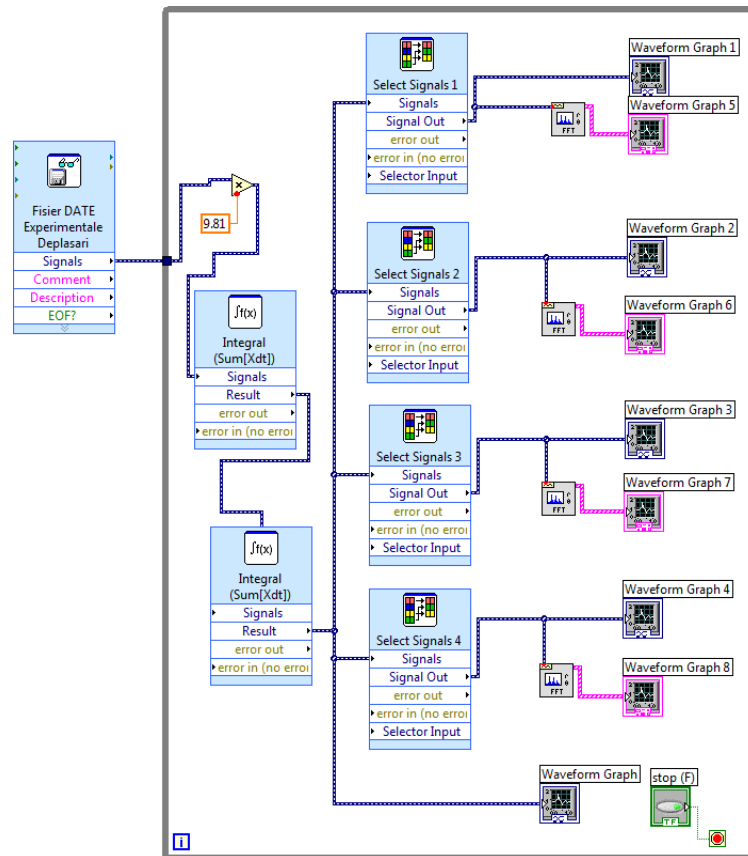 Fisier DATE
Experimentale
Deplasari
Signals
Comment
Description
EOF?
x
9.81
∫f(x)
Integral
(Sum[Xdt])
Signals
Result
error out
error in (no erro
∫f(x)
Integral
(Sum[Xdt])
Signals
Result
error out
error in (no erro
Select Signals 1
Signals
Signal Out
error out
error in (no erro
Selector Input
Waveform Graph 1
Waveform Graph 5
FFT
Select Signals 2
Signals
Signal Out
error out
error in (no erro
Selector Input
Waveform Graph 2
Waveform Graph 6
FFT
Select Signals 3
Signals
Signal Out
error out
error in (no erro
Selector Input
Waveform Graph 3
Waveform Graph 7
FFT
Select Signals 4
Signals
Signal Out
error out
error in (no erro
Selector Input
Waveform Graph 4
Waveform Graph 8
FFT
Waveform Graph
stop (F)
TF
i